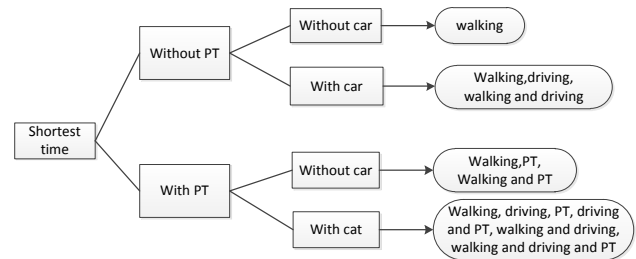 Shortest
time
Without PT
Without car
walking
With car
Walking,driving,
walking and driving
With PT
Without car
Walking,PT,
Walking and PT
With cat
Walking, driving, PT, driving
and PT, walking and driving,
walking and driving and PT